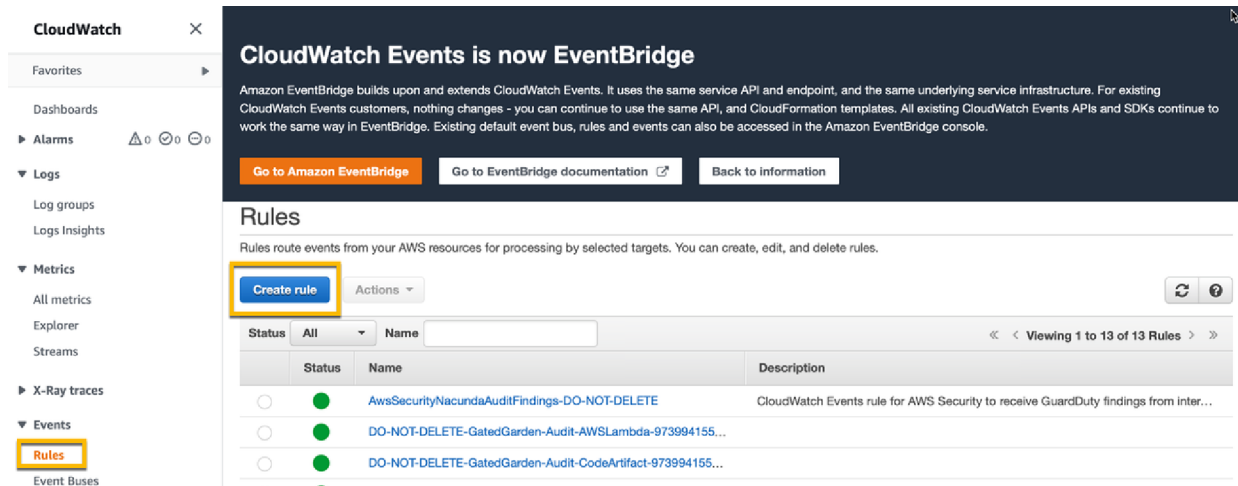 CloudWatch
Favorites
Dashboards
Alarms 0 0 0
Logs
Log groups
Logs Insights
Metrics
All metrics
Explorer
Streams
X-Ray traces
Events
Rules
Event Buses
CloudWatch Events is now EventBridge
Amazon EventBridge builds upon and extends CloudWatch Events. It uses the same service API and endpoint, and the same underlying service infrastructure. For existing
CloudWatch Events customers, nothing changes - you can continue to use the same API, and CloudFormation templates. All existing CloudWatch Events APIs and SDKs continue to
work the same way in EventBridge. Existing default event bus, rules and events can also be accessed in the Amazon EventBridge console.
Go to Amazon EventBridge Go to EventBridge documentation Back to information
Rules
Rules route events from your AWS resources for processing by selected targets. You can create, edit, and delete rules.
Create rule Actions
Status All Name « < Viewing 1 to 13 of 13 Rules > »
Status Name Description
AwsSecurityNacundaAuditFindings-DO-NOT-DELETE CloudWatch Events rule for AWS Security to receive GuardDuty findings from inter...
DO-NOT-DELETE-GatedGarden-Audit-AWSLambda-973994155...
DO-NOT-DELETE-GatedGarden-Audit-CodeArtifact-973994155...